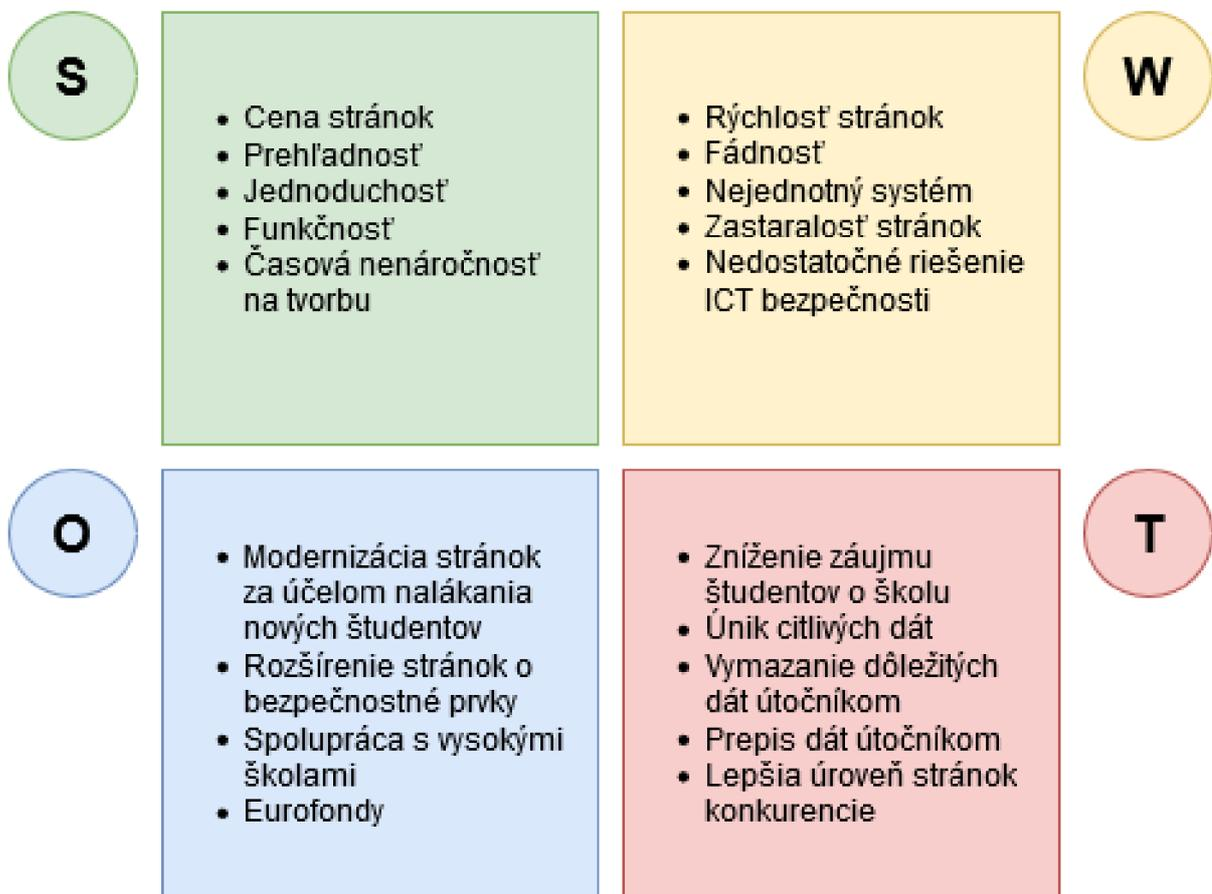 S
• Cena stránok
• Prehľadnosť
• Jednoduchosť
• Funkčnosť
• Časová nenáročnosť
na tvorbu
W
• Rýchlosť stránok
• Fádnosť
• Nejednotný systém
• Zastaralosť stránok
• Nedostatočné riešenie
ICT bezpečnosti
O
• Modernizácia stránok
za účelom nalákania
nových študentov
• Rozšírenie stránok o
bezpečnostné prvky
• Spolupráca s vysokými
školami
• Eurofondy
T
• Zníženie záujmu
študentov o školu
• Únik citlivých dát
• Vymazanie dôležitých
dát útočníkom
• Prepis dát útočníkom
• Lepšia úroveň stránok
konkurencie